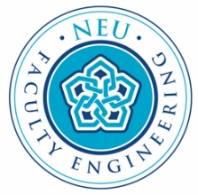 · NEU ·
FACULTY ENGINEERING